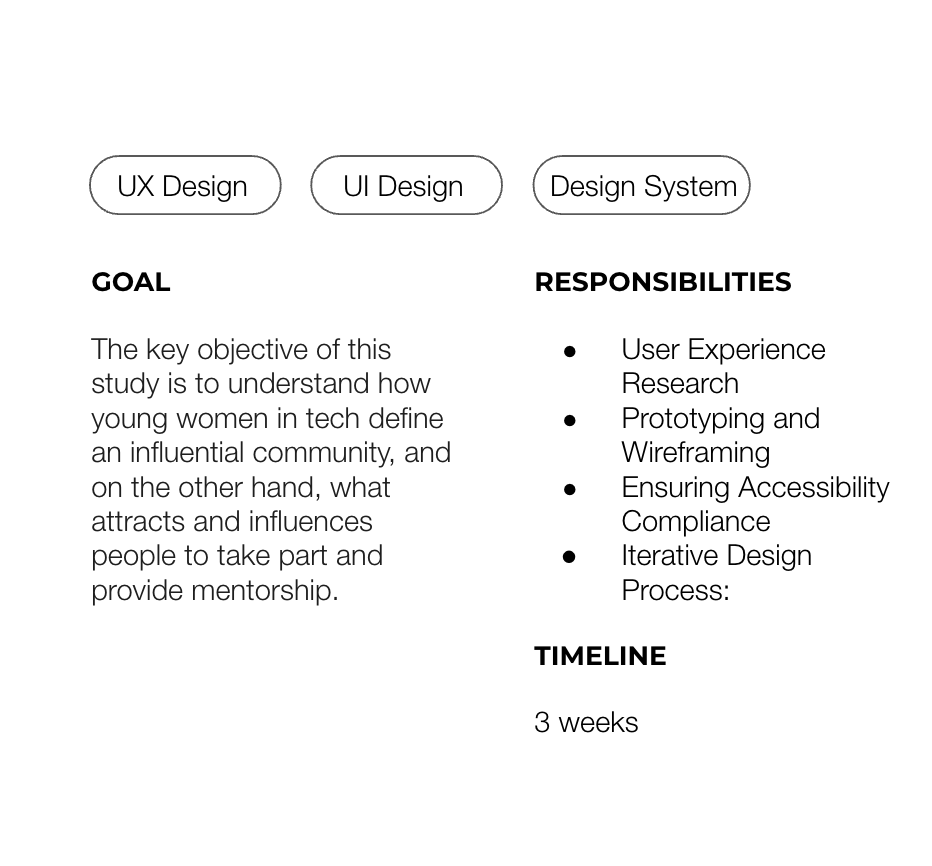 UX Design
UI Design
Design System
GOAL
The key objective of this
study is to understand how
young women in tech define
an influential community, and
on the other hand, what
attracts and influences
people to take part and
provide mentorship.
RESPONSIBILITIES
● User Experience
Research
● Prototyping and
Wireframing
● Ensuring Accessibility
Compliance
● Iterative Design
Process:
TIMELINE
3 weeks